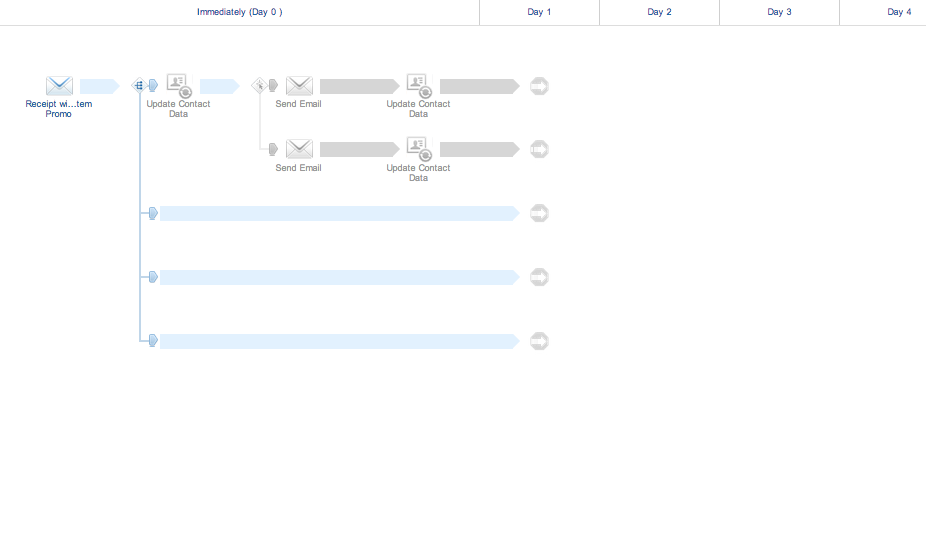 Immediately (Day 0 )
Day 1
Day 2
Day 3
Day 4
Receipt wi...tem
Promo
Update Contact
Data
Send Email
Update Contact
Data
Send Email
Update Contact
Data